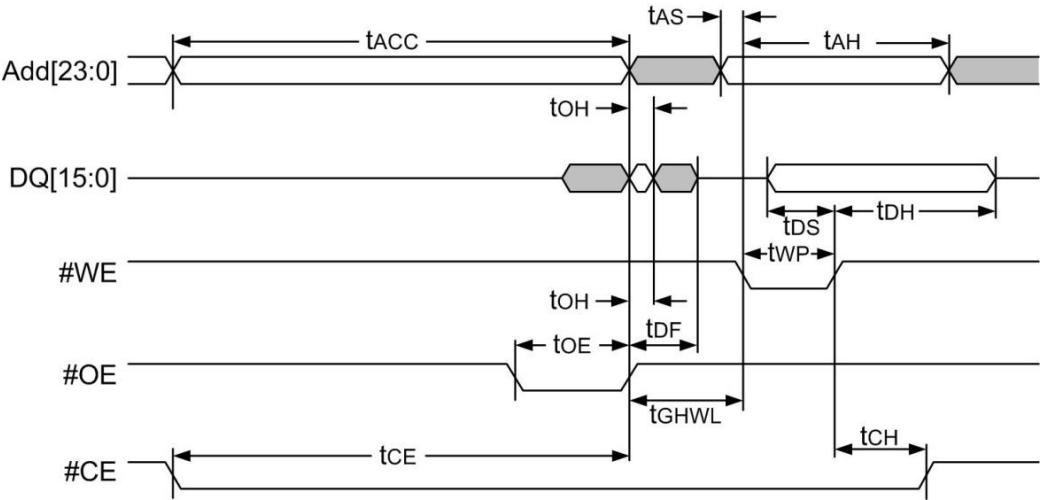 tAS
tACC
tAH
Add[23:0]
tOH
DQ[15:0]
tDS
tDH
tWP
#WE
tOH
tOE
tDF
#OE
tGHWL
tCH
tCE
#CE